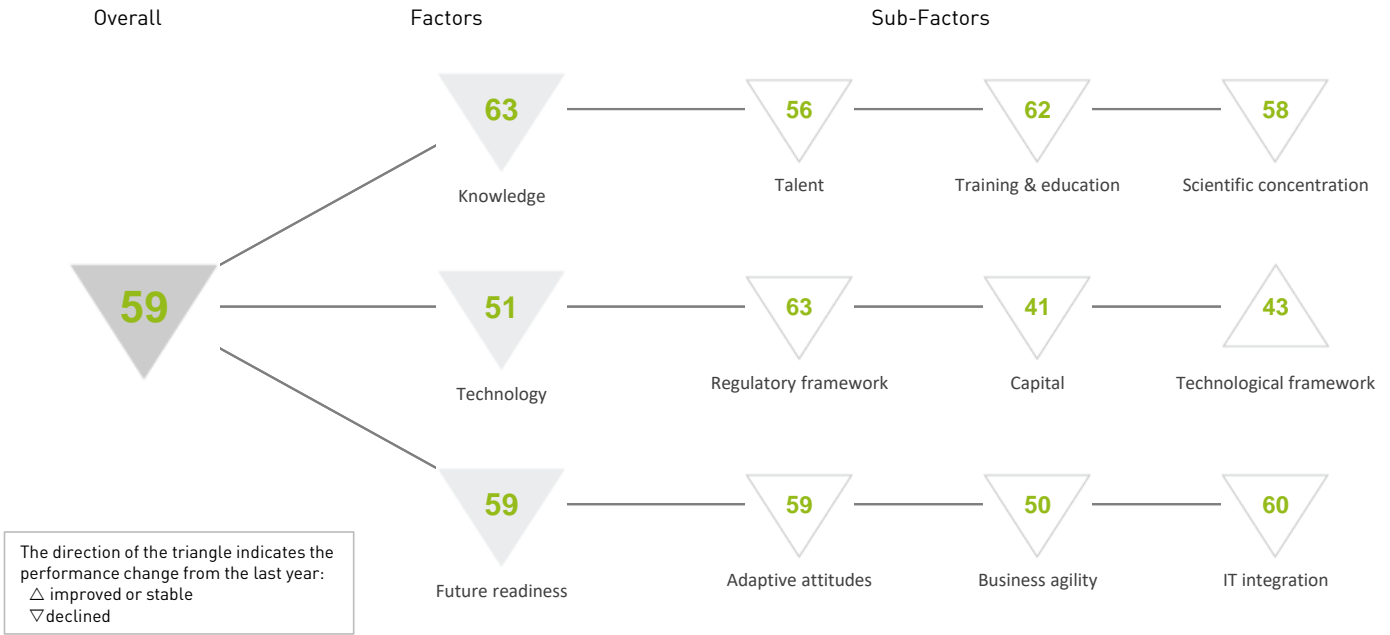 Overall
Factors
Sub-Factors
63
56
62
58
Knowledge
Talent
Training & education
Scientific concentration
59
51
63
41
43
Technology
Regulatory framework
Capital
Technological framework
59
59
50
60
Future readiness
Adaptive attitudes
Business agility
IT integration
The direction of the triangle indicates the
performance change from the last year:
△ improved or stable
▽ declined